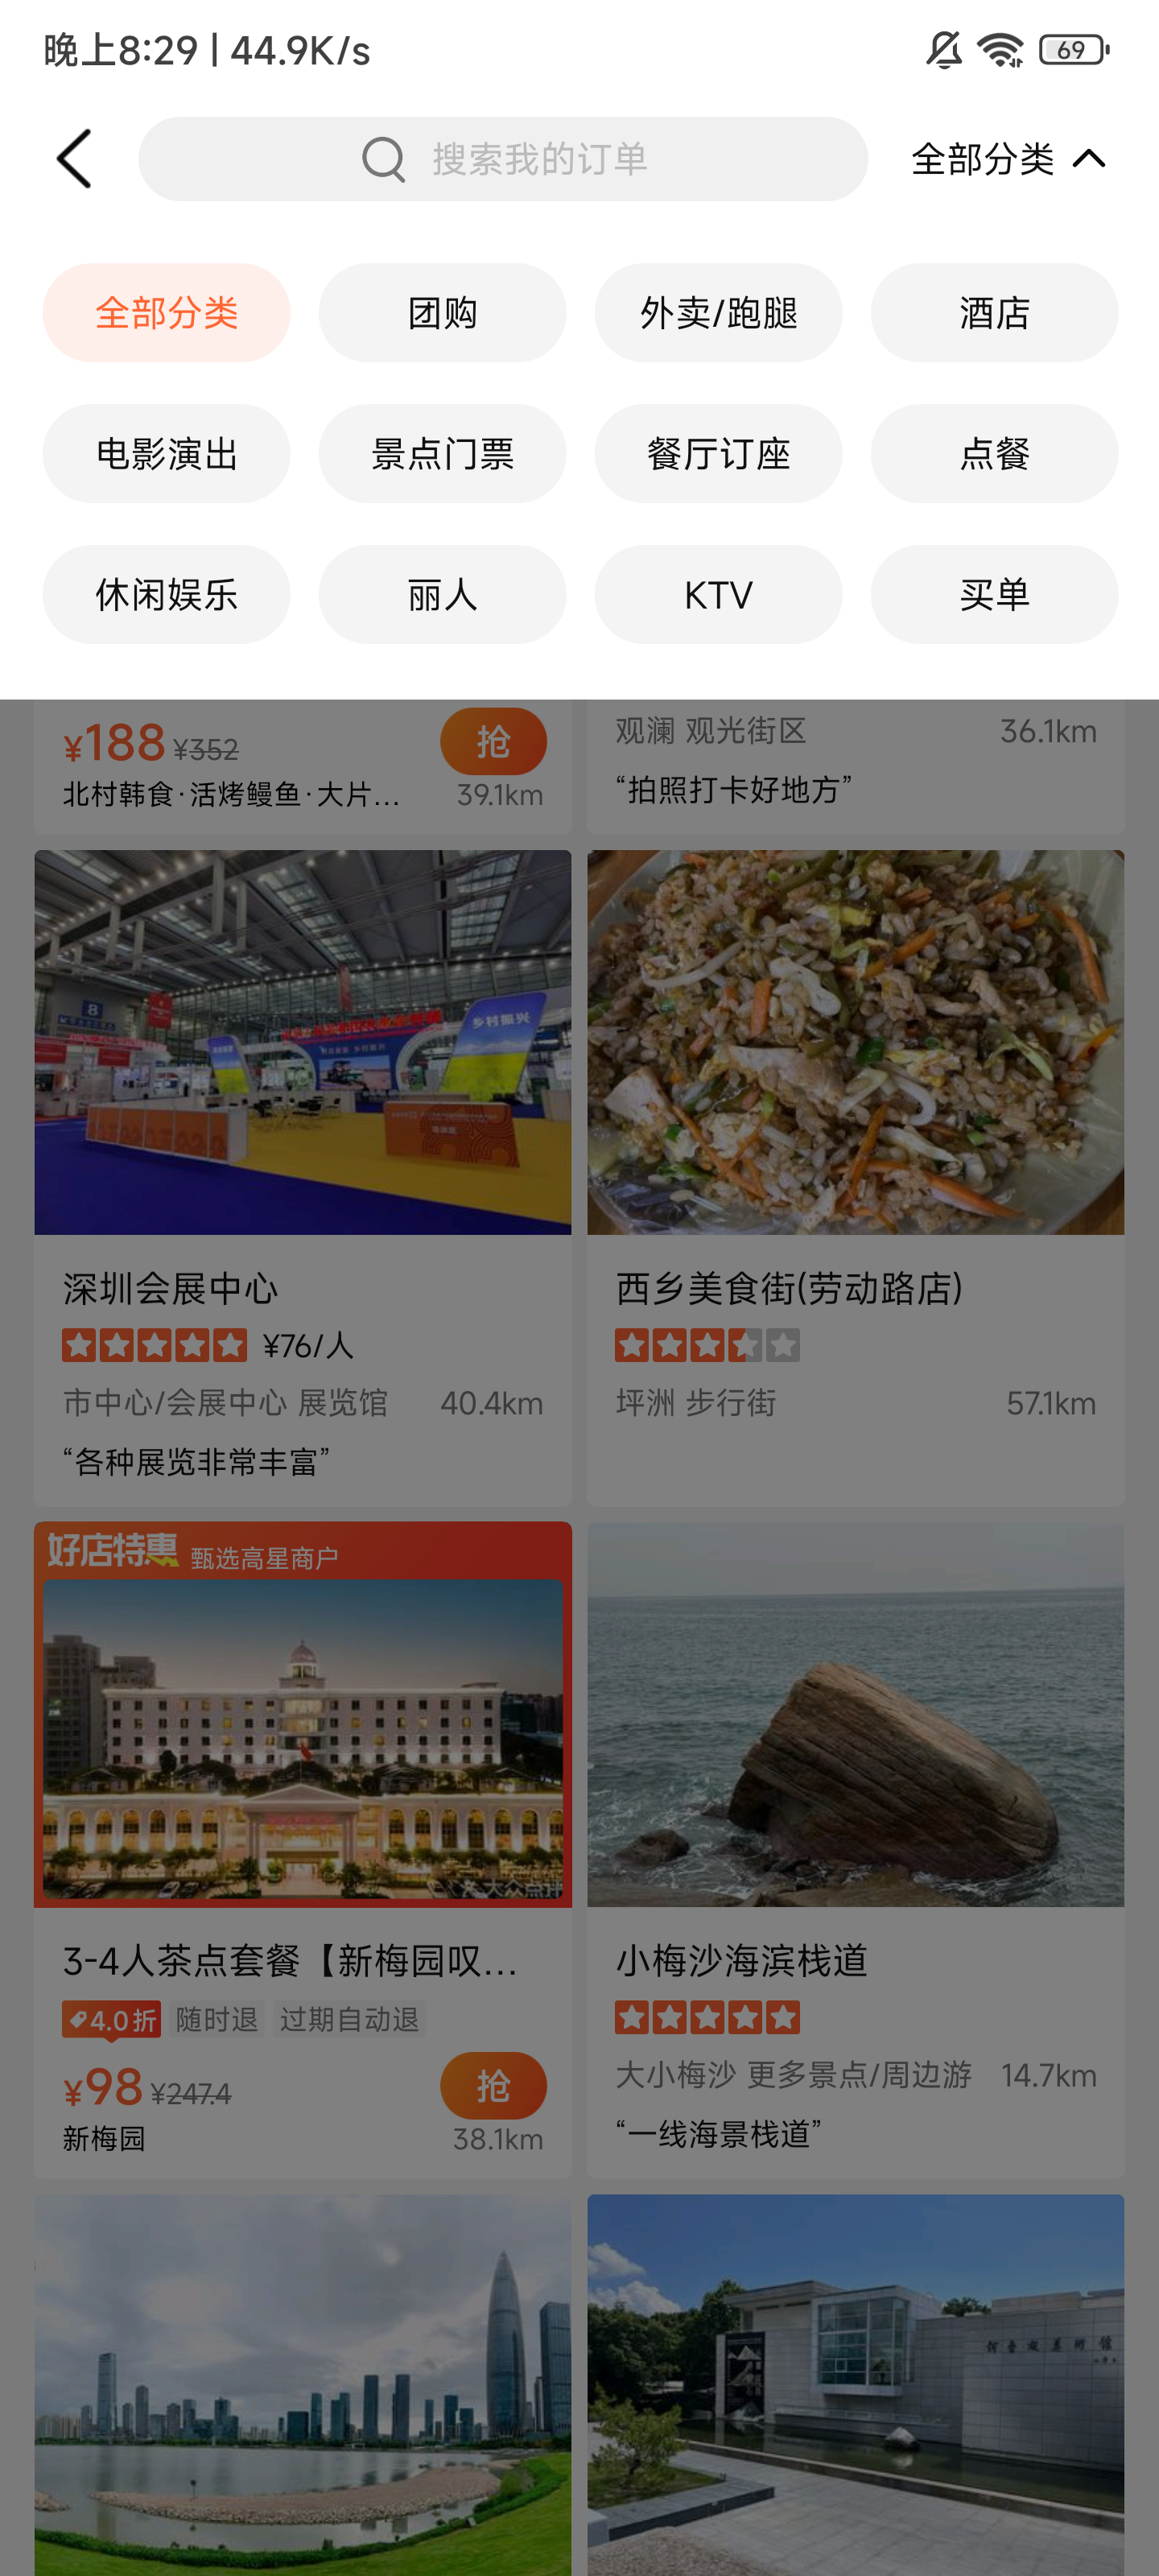 晚上8:29 | 44.9K/s
69
搜索我的订单
全部分类
全部分类
团购
外卖/跑腿
酒店
电影演出
景点门票
餐厅订座
点餐
休闲娱乐
丽人
KTV
买单
¥188 ¥352
抢
北村韩食·活烤鳗鱼·大片...
39.1km
观澜 观光街区
36.1km
“拍照打卡好地方”
8
乡村振兴
深圳会展中心
¥76/人
市中心/会展中心 展览馆
40.4km
“各种展览非常丰富”
西乡美食街(劳动路店)
坪洲 步行街
57.1km
好店特惠 甄选高星商户
大众点评
3-4人茶点套餐【新梅园叹...
4.0折 随时退 过期自动退
¥98 ¥247.4
抢
新梅园
38.1km
小梅沙海滨栈道
大小梅沙 更多景点/周边游
14.7km
“一线海景栈道”